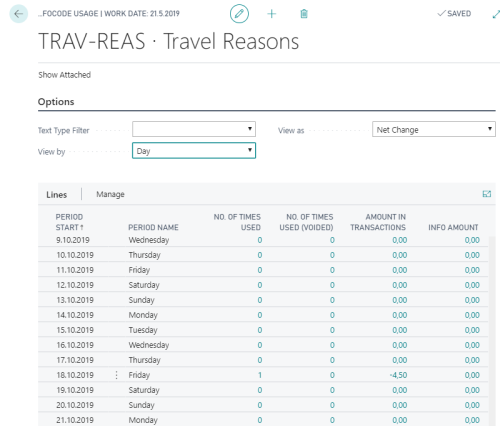 ...FOCODE USAGE | WORK DATE: 21.5.2019
SAVED
TRAV-REAS · Travel Reasons
Show Attached
Options
Text Type Filter
View as Net Change
View by Day
Lines Manage
PERIOD START↑ PERIOD NAME NO. OF TIMES USED NO. OF TIMES USED (VOIDED) AMOUNT IN TRANSACTIONS INFO AMOUNT
9.10.2019 Wednesday 0 0 0,00 0,00
10.10.2019 Thursday 0 0 0,00 0,00
11.10.2019 Friday 0 0 0,00 0,00
12.10.2019 Saturday 0 0 0,00 0,00
13.10.2019 Sunday 0 0 0,00 0,00
14.10.2019 Monday 0 0 0,00 0,00
15.10.2019 Tuesday 0 0 0,00 0,00
16.10.2019 Wednesday 0 0 0,00 0,00
17.10.2019 Thursday 0 0 0,00 0,00
18.10.2019 Friday 1 0 -4,50 0,00
19.10.2019 Saturday 0 0 0,00 0,00
20.10.2019 Sunday 0 0 0,00 0,00
21.10.2019 Monday 0 0 0,00 0,00